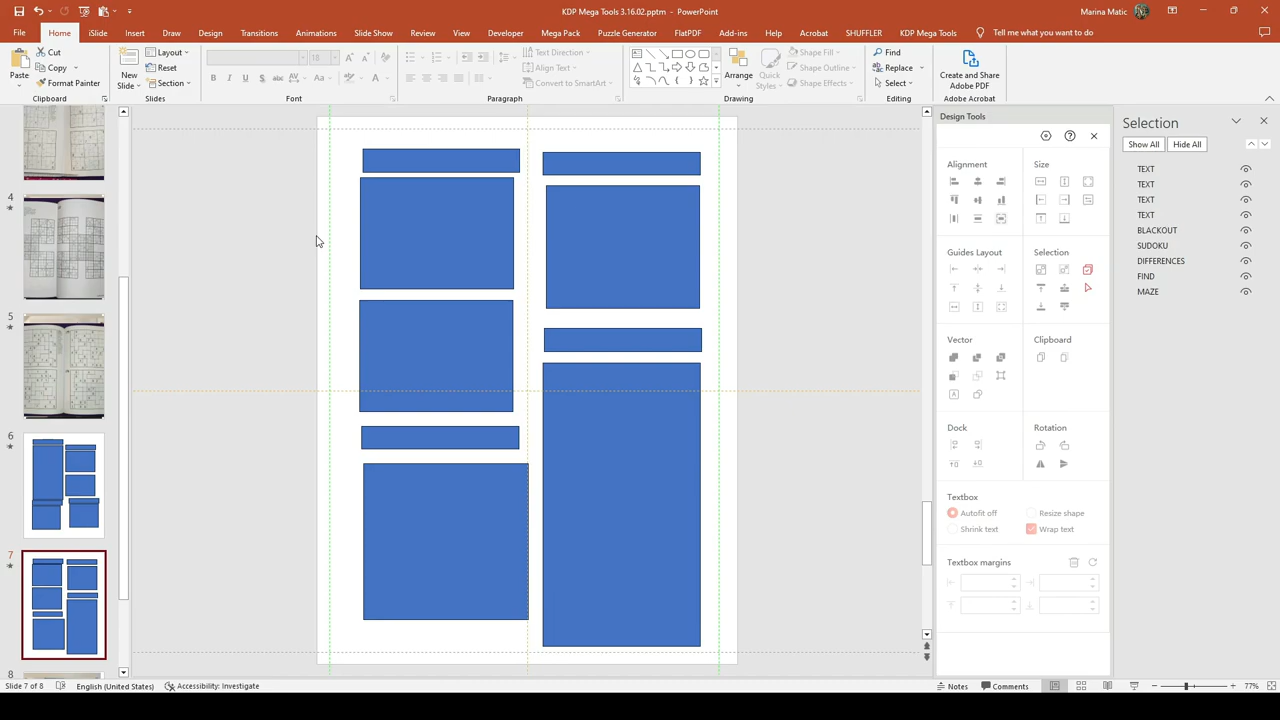 KDP Mega Tools 3.16.02.pptm - PowerPoint
Marina Matic
File Home iSlide Insert Draw Design Transitions Animations Slide Show Review View Developer Mega Pack Puzzle Generator FlatPDF Add-ins Help Acrobat SHUFFLER KDP Mega Tools Tell me what you want to do
Paste
Cut
Copy
Format Painter
Clipboard
New
Slide
Layout
Reset
Section
Slides
18
B I U S ab AV Aa A
Font
Text Direction
Align Text
Convert to SmartArt
Paragraph
Arrange
Quick
Styles
Shape Fill
Shape Outline
Shape Effects
Drawing
Find
Replace
Select
Editing
Create and Share
Adobe PDF
Adobe Acrobat
4
5
6
7
8
Design Tools
Alignment
Size
Guides Layout
Selection
Vector
Clipboard
Dock
Rotation
Textbox
Autofit off
Resize shape
Shrink text
Wrap text
Textbox margins
Selection
Show All
Hide All
TEXT
TEXT
TEXT
TEXT
BLACKOUT
SUDOKU
DIFFERENCES
FIND
MAZE
Slide 7 of 8
English (United States)
Accessibility: Investigate
Notes
Comments
77%